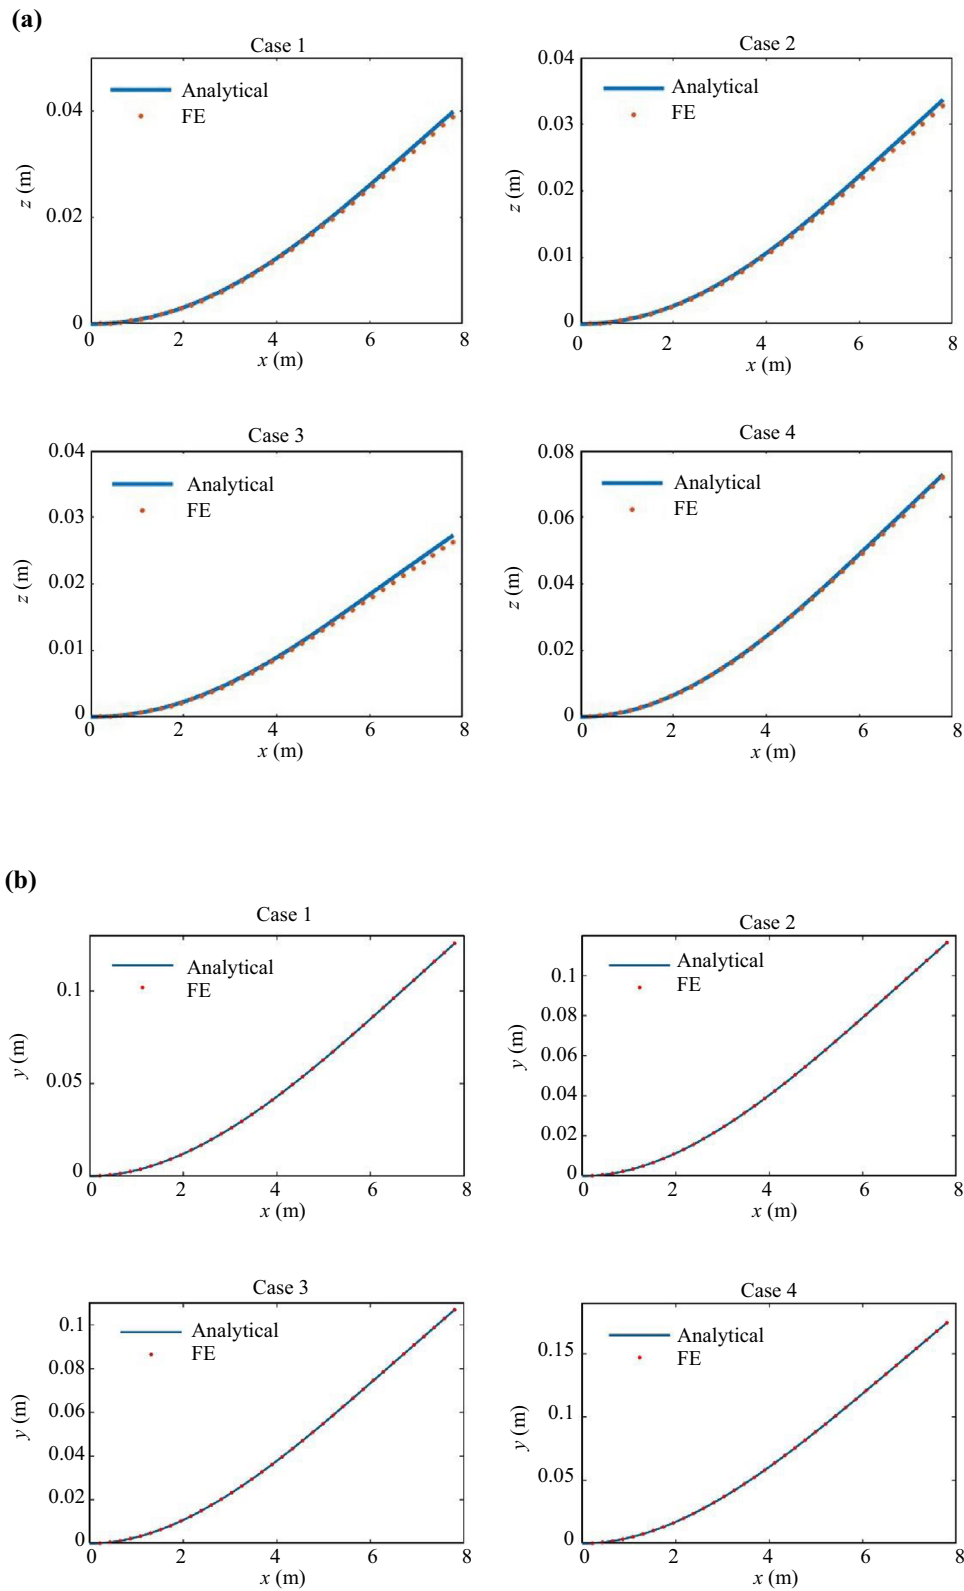 (a)
Case 1
Analytical
FE
0.04
0.02
0
z (m)
0 2 4 6 8
x (m)
Case 2
Analytical
FE
0.04
0.03
0.02
0.01
0
z (m)
0 2 4 6 8
x (m)
Case 3
Analytical
FE
0.04
0.03
0.02
0.01
0
z (m)
0 2 4 6 8
x (m)
Case 4
Analytical
FE
0.08
0.06
0.04
0.02
0
z (m)
0 2 4 6 8
x (m)
(b)
Case 1
Analytical
FE
0.1
0.05
0
y (m)
0 2 4 6 8
x (m)
Case 2
Analytical
FE
0.1
0.08
0.06
0.04
0.02
0
y (m)
0 2 4 6 8
x (m)
Case 3
Analytical
FE
0.1
0.08
0.06
0.04
0.02
0
y (m)
0 2 4 6 8
x (m)
Case 4
Analytical
FE
0.15
0.1
0.05
0
y (m)
0 2 4 6 8
x (m)